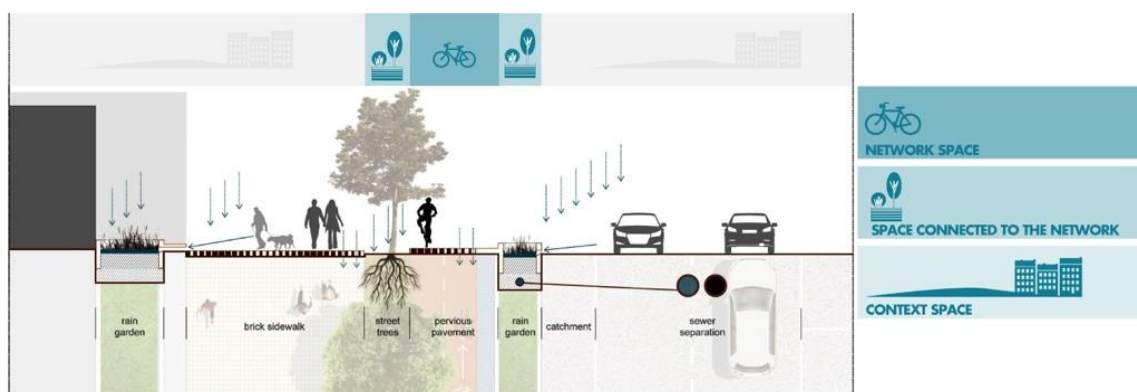 NETWORK SPACE
SPACE CONNECTED TO THE NETWORK
CONTEXT SPACE
rain
garden
brick sidewalk
street
trees
pervious
pavement
rain
garden
catchment
sewer
separation